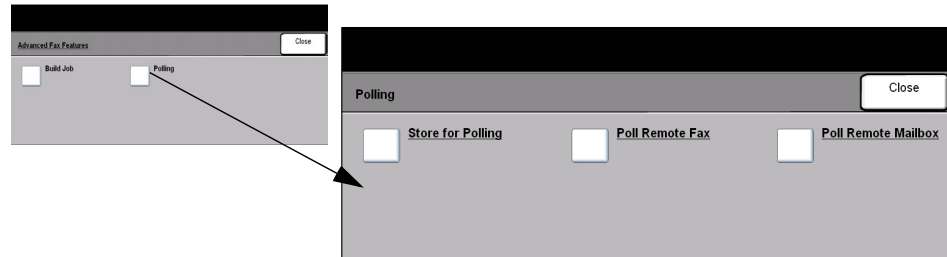 Advanced Fax Features
Close
Build Job
Polling
Polling
Close
Store for Polling
Poll Remote Fax
Poll Remote Mailbox